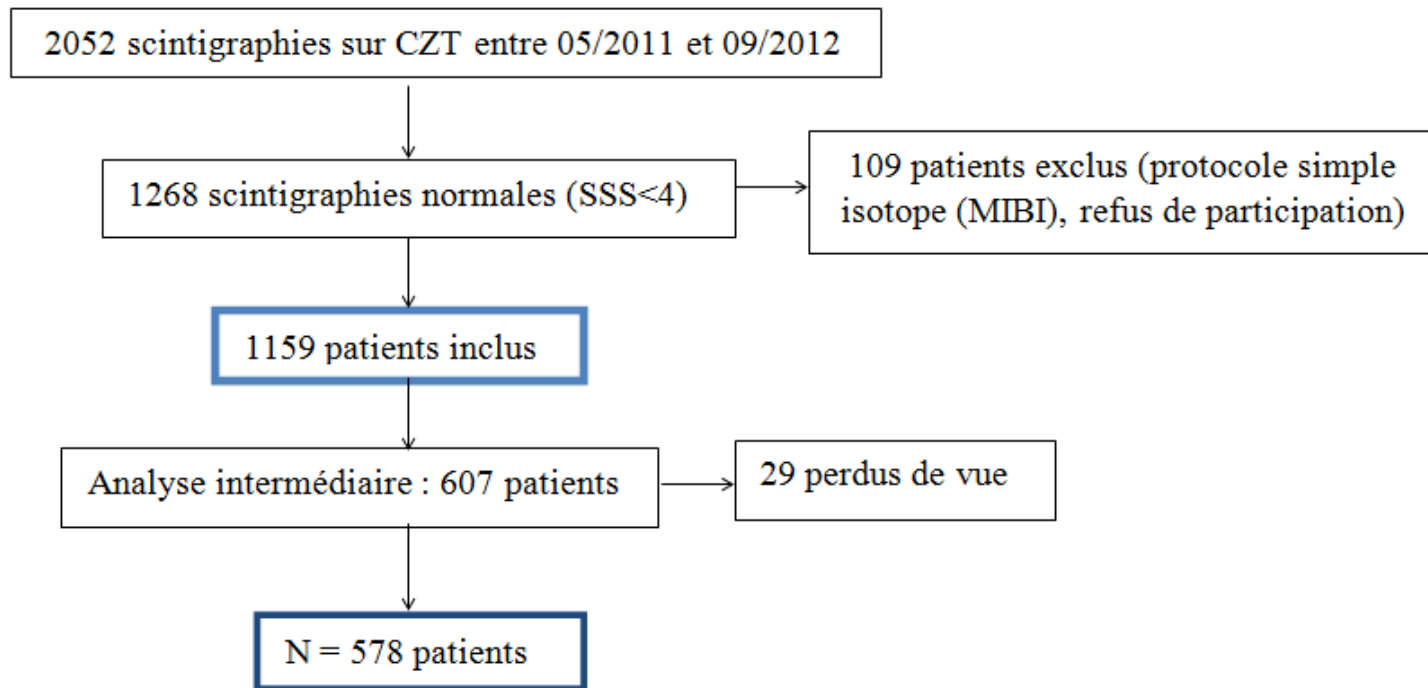 2052 scintigraphies sur CZT entre 05/2011 et 09/2012
1268 scintigraphies normales (SSS<4)
109 patients exclus (protocole simple
isotope (MIBI), refus de participation)
1159 patients inclus
Analyse intermédiaire : 607 patients
29 perdus de vue
N = 578 patients